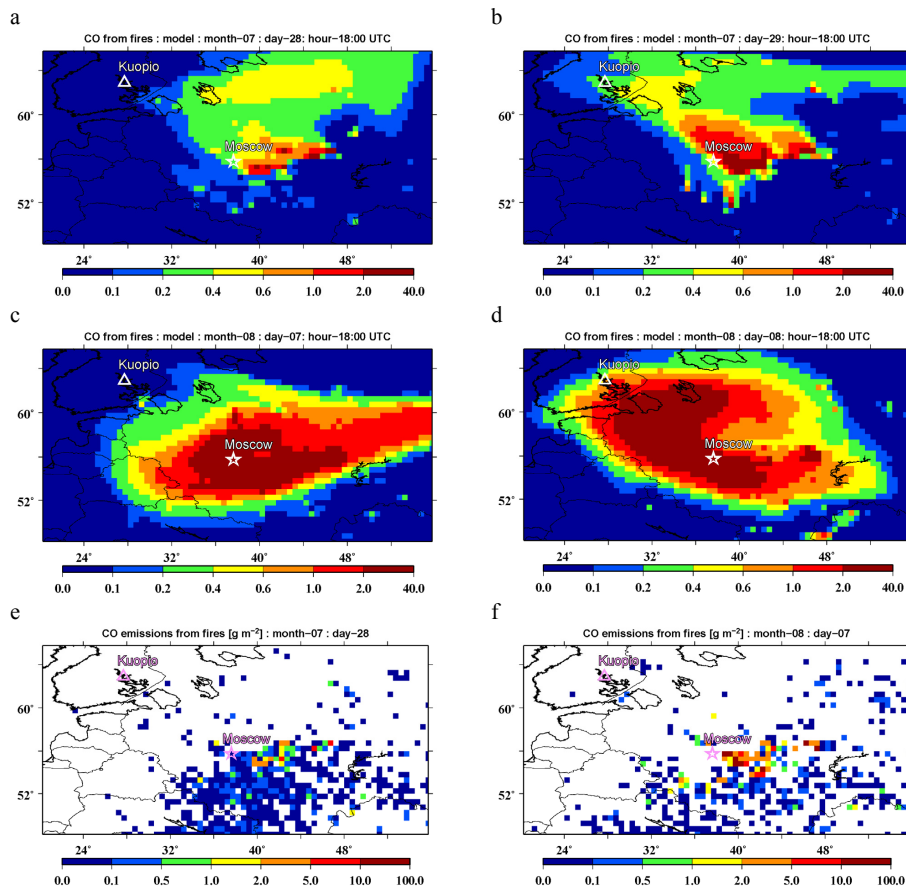 a
CO from fires : model : month−07 : day−28: hour−18:00 UTC
Kuopio
60°
Moscow
52°
24° 32° 40° 48°
0.0 0.1 0.2 0.4 0.6 1.0 2.0 40.0
b
CO from fires : model : month−07 : day−29: hour−18:00 UTC
Kuopio
60°
Moscow
52°
24° 32° 40° 48°
0.0 0.1 0.2 0.4 0.6 1.0 2.0 40.0
c
CO from fires : model : month−08 : day−07: hour−18:00 UTC
Kuopio
60°
Moscow
52°
24° 32° 40° 48°
0.0 0.1 0.2 0.4 0.6 1.0 2.0 40.0
d
CO from fires : model : month−08 : day−08: hour−18:00 UTC
Kuopio
60°
Moscow
52°
24° 32° 40° 48°
0.0 0.1 0.2 0.4 0.6 1.0 2.0 40.0
e
CO emissions from fires [g m⁻²] : month−07 : day−28
Kuopio
60°
Moscow
52°
24° 32° 40° 48°
0.0 0.1 0.5 1.0 2.0 5.0 10.0 100.0
f
CO emissions from fires [g m⁻²] : month−08 : day−07
Kuopio
60°
Moscow
52°
24° 32° 40° 48°
0.0 0.1 0.5 1.0 2.0 5.0 10.0 100.0